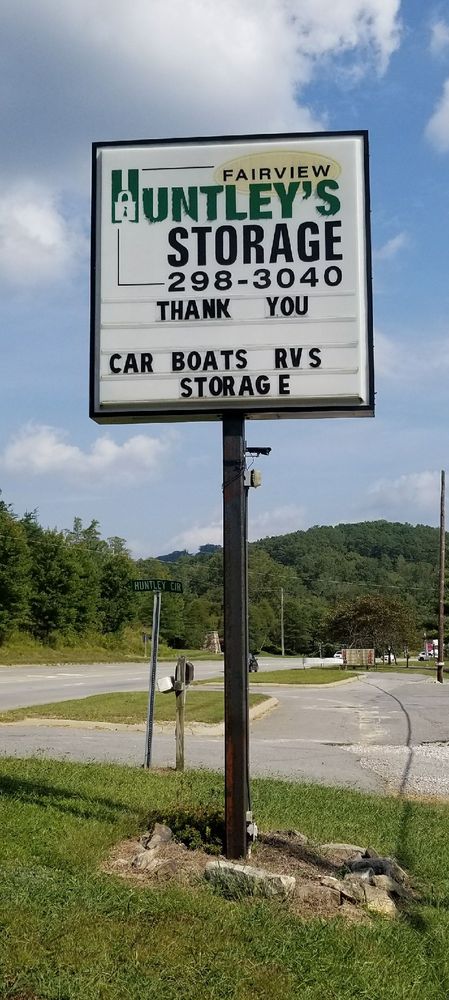 FAIRVIEW
HUNTLEY'S
STORAGE
298-3040
THANK YOU
CAR BOATS RVS
STORAGE
HUNTLEY CIR